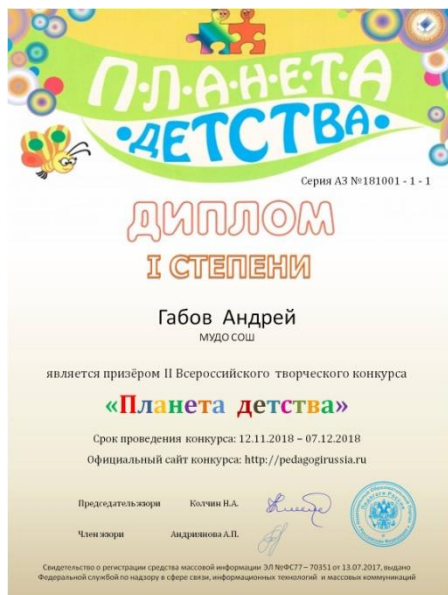 П·Л·А·Н·Е·Т·А
•ДЕТСТВА•
Серия АЗ №181001 - 1 - 1
ДИПЛОМ
I СТЕПЕНИ
Габов Андрей
МУДО СОШ
является призёром II Всероссийского творческого конкурса
«Планета детства»
Срок проведения конкурса: 12.11.2018 – 07.12.2018
Официальный сайт конкурса: http://pedagogirussia.ru
Председатель жюри Колчин Н.А.
Член жюри Андриянова А.П.
Свидетельство о регистрации средства массовой информации ЭЛ №ФС77 – 70351 от 13.07.2017, выдано
Федеральной службой по надзору в сфере связи, информационных технологий и массовых коммуникаций